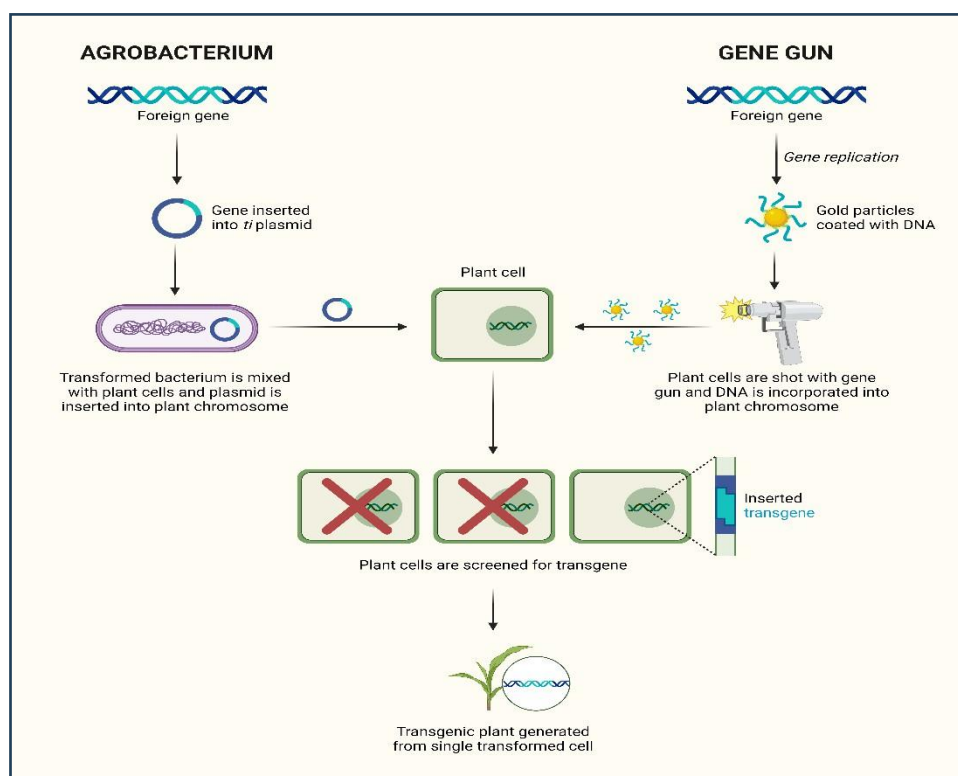 AGROBACTERIUM
Foreign gene
Gene inserted
into ti plasmid
Transformed bacterium is mixed
with plant cells and plasmid is
inserted into plant chromosome
GENE GUN
Foreign gene
Gene replication
Gold particles
coated with DNA
Plant cells are shot with gene
gun and DNA is incorporated into
plant chromosome
Plant cell
Inserted
transgene
Plant cells are screened for transgene
Transgenic plant generated
from single transformed cell